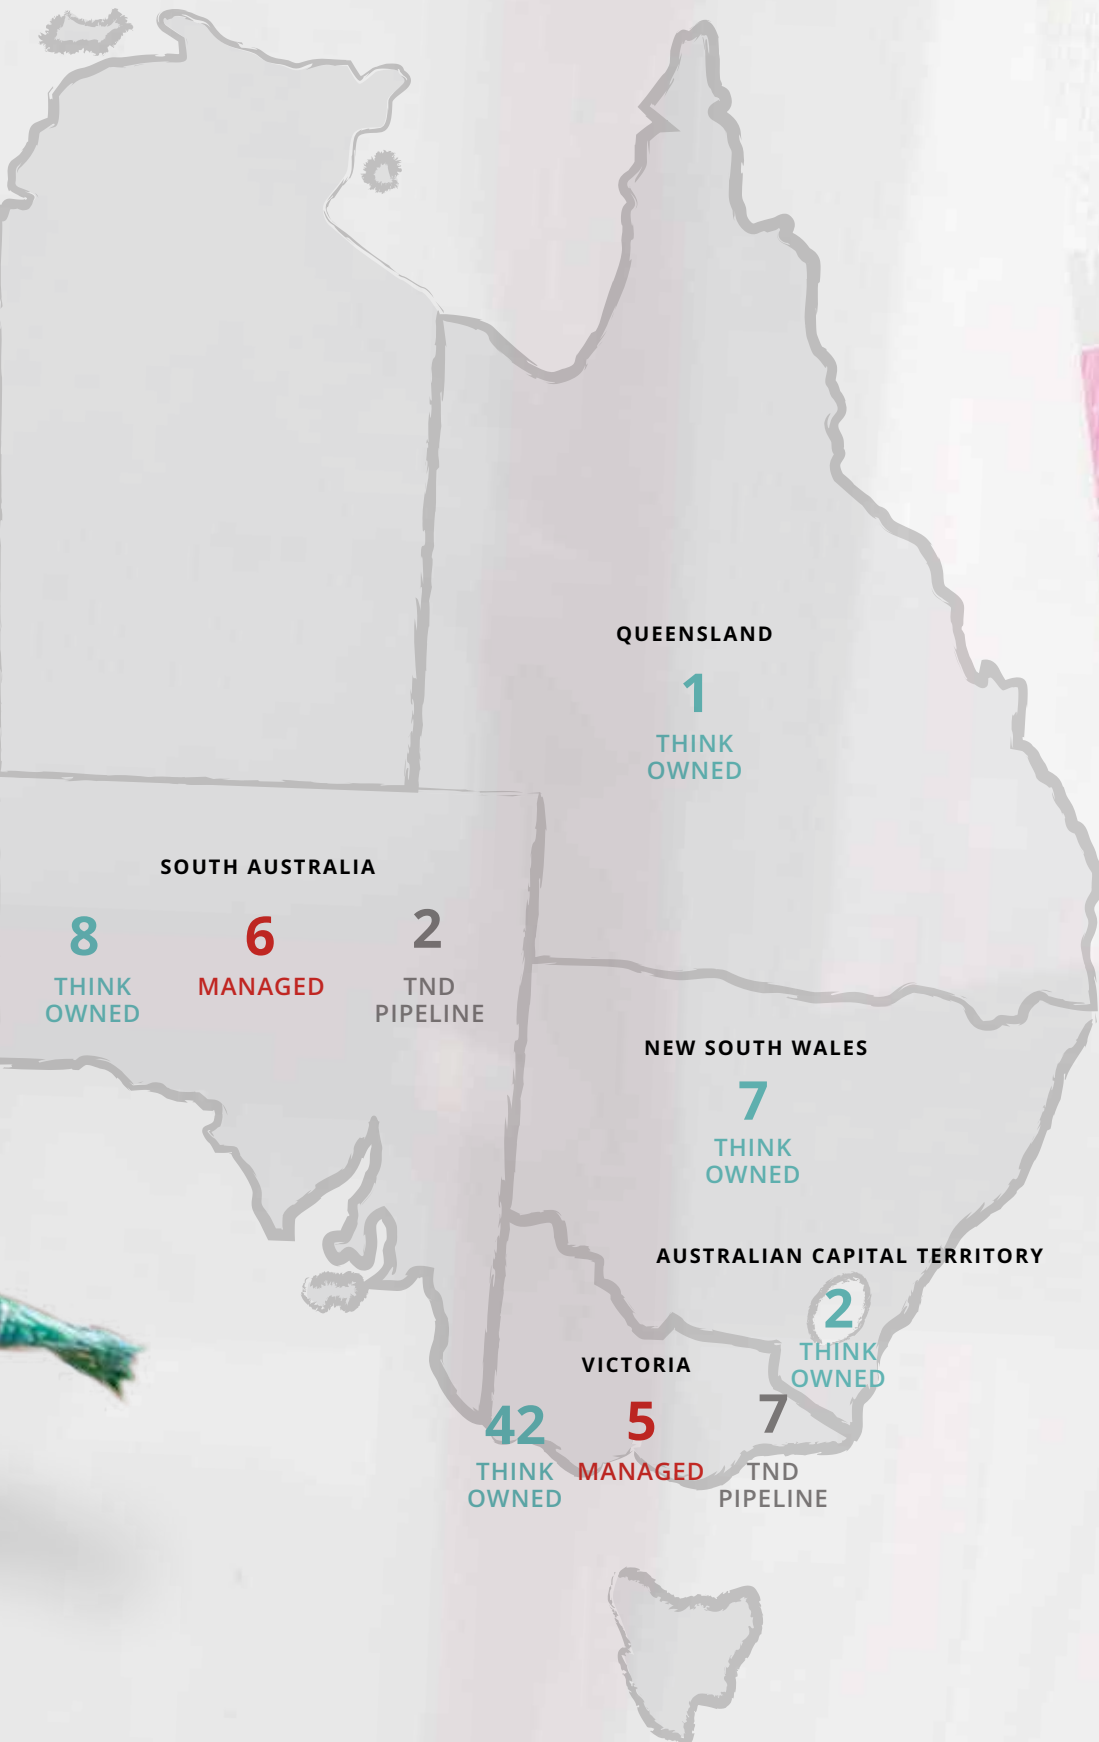 QUEENSLAND
1
THINK
OWNED
SOUTH AUSTRALIA
8
THINK
OWNED
6
MANAGED
2
TND
PIPELINE
NEW SOUTH WALES
7
THINK
OWNED
AUSTRALIAN CAPITAL TERRITORY
2
THINK
OWNED
VICTORIA
42
THINK
OWNED
5
MANAGED
7
TND
PIPELINE